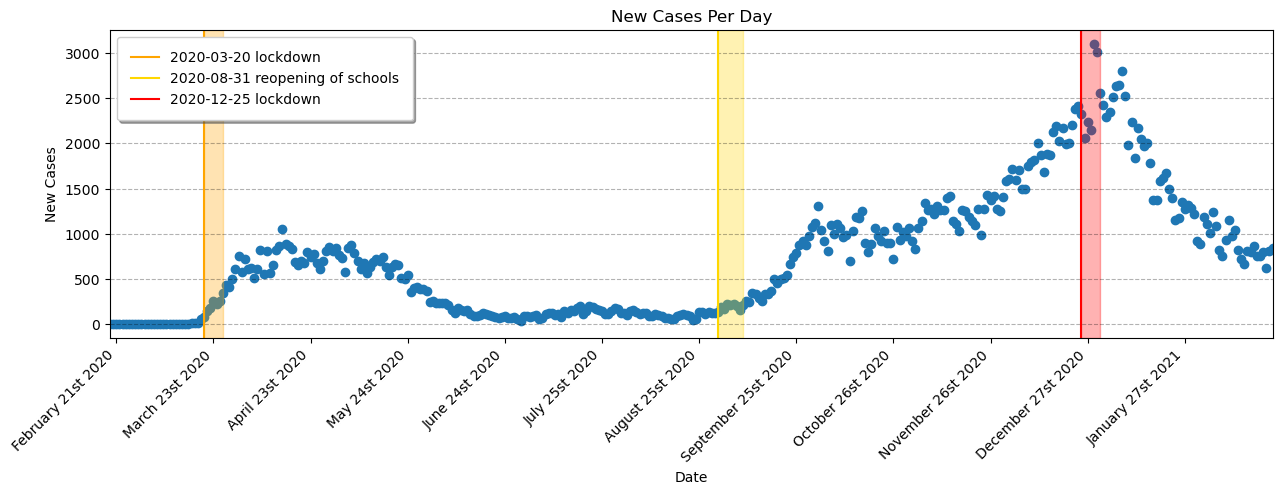 New Cases Per Day
2020-03-20 lockdown
2020-08-31 reopening of schools
2020-12-25 lockdown
New Cases
3000
2500
2000
1500
1000
500
0
February 21st 2020
March 23st 2020
April 23st 2020
May 24st 2020
June 24st 2020
July 25st 2020
August 25st 2020
September 25st 2020
October 26st 2020
November 26st 2020
December 27st 2020
January 27st 2021
Date